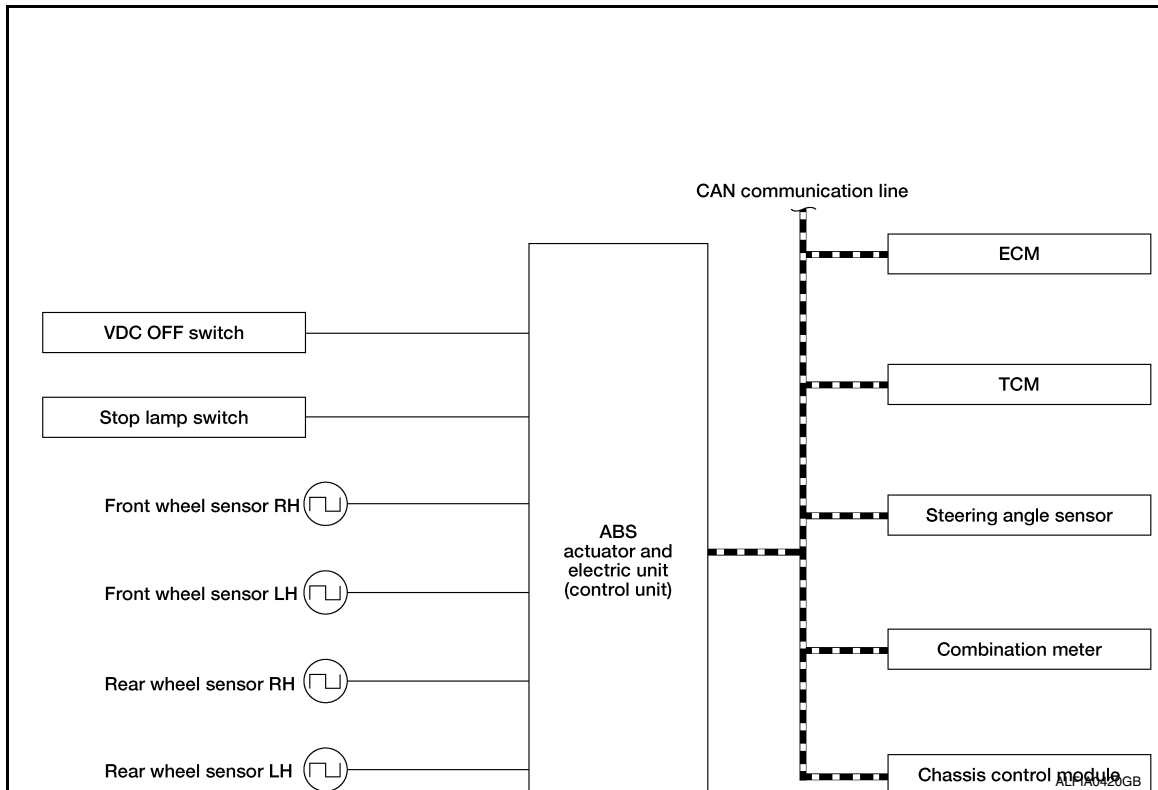 CAN communication line
ECM
VDC OFF switch
TCM
Stop lamp switch
Front wheel sensor RH
Steering angle sensor
ABS
actuator and
electric unit
(control unit)
Front wheel sensor LH
Combination meter
Rear wheel sensor RH
Rear wheel sensor LH
Chassis control module
ALFIA0420GB